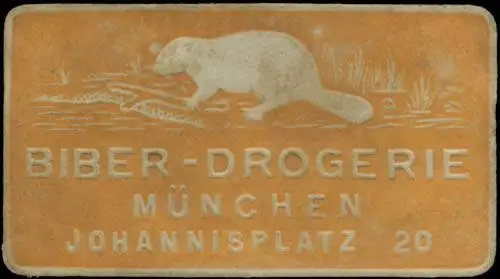 BIBER-DROGERIE
MÜNCHEN
JOHANNISPLATZ 20